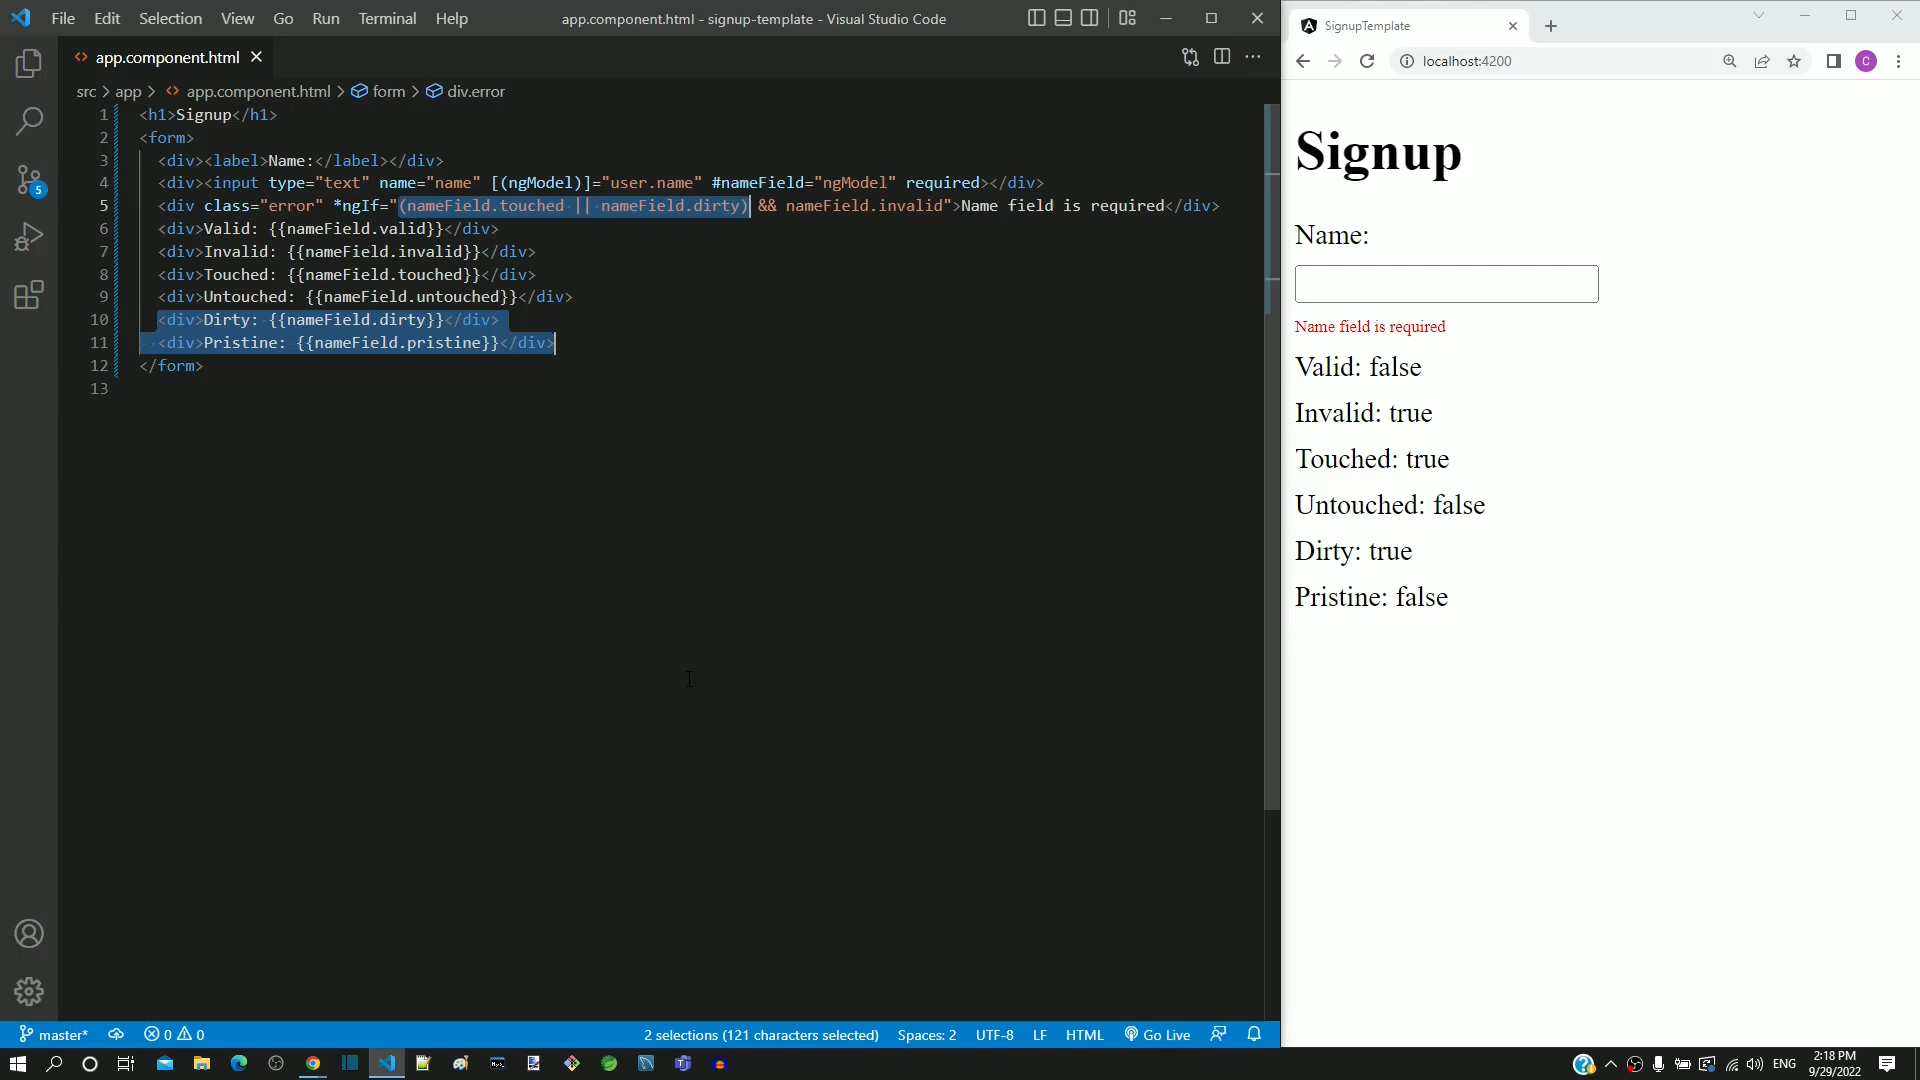 File Edit Selection View Go Run Terminal Help
app.component.html - signup-template - Visual Studio Code
app.component.html
src > app > app.component.html > form > div.error
1 <h1>Signup</h1>
2 <form>
3 <div><label>Name:</label></div>
4 <div><input type="text" name="name" [(ngModel)]="user.name" #nameField="ngModel" required></div>
5 <div class="error" *ngIf="(nameField.touched || nameField.dirty) && nameField.invalid">Name field is required</div>
6 <div>Valid: {{nameField.valid}}</div>
7 <div>Invalid: {{nameField.invalid}}</div>
8 <div>Touched: {{nameField.touched}}</div>
9 <div>Untouched: {{nameField.untouched}}</div>
10 <div>Dirty: {{nameField.dirty}}</div>
11 <div>Pristine: {{nameField.pristine}}</div>
12 </form>
13
5
master* 0 0 2 selections (121 characters selected) Spaces: 2 UTF-8 LF HTML Go Live
SignupTemplate
localhost:4200
C
Signup
Name:
Name field is required
Valid: false
Invalid: true
Touched: true
Untouched: false
Dirty: true
Pristine: false
ENG
2:18 PM
9/29/2022